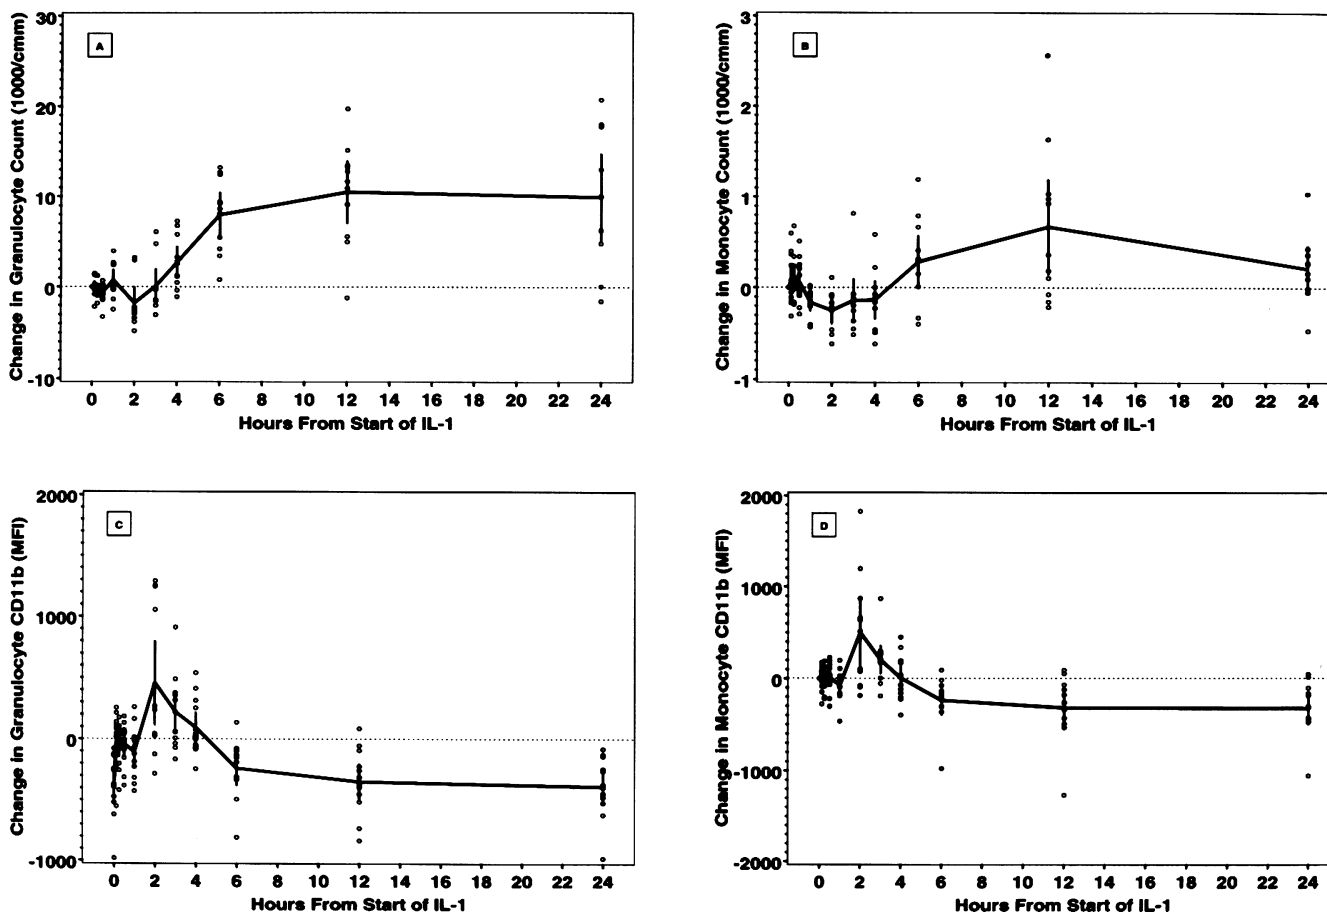 A
Change in Granulocyte Count (1000/cmm)
30
20
10
0
-10
0 2 4 6 8 10 12 14 16 18 20 22 24
Hours From Start of IL-1
B
Change in Monocyte Count (1000/cmm)
3
2
1
0
-1
0 2 4 6 8 10 12 14 16 18 20 22 24
Hours From Start of IL-1
C
Change in Granulocyte CD11b (MFI)
2000
1000
0
-1000
0 2 4 6 8 10 12 14 16 18 20 22 24
Hours From Start of IL-1
D
Change in Monocyte CD11b (MFI)
2000
1000
0
-1000
-2000
0 2 4 6 8 10 12 14 16 18 20 22 24
Hours From Start of IL-1